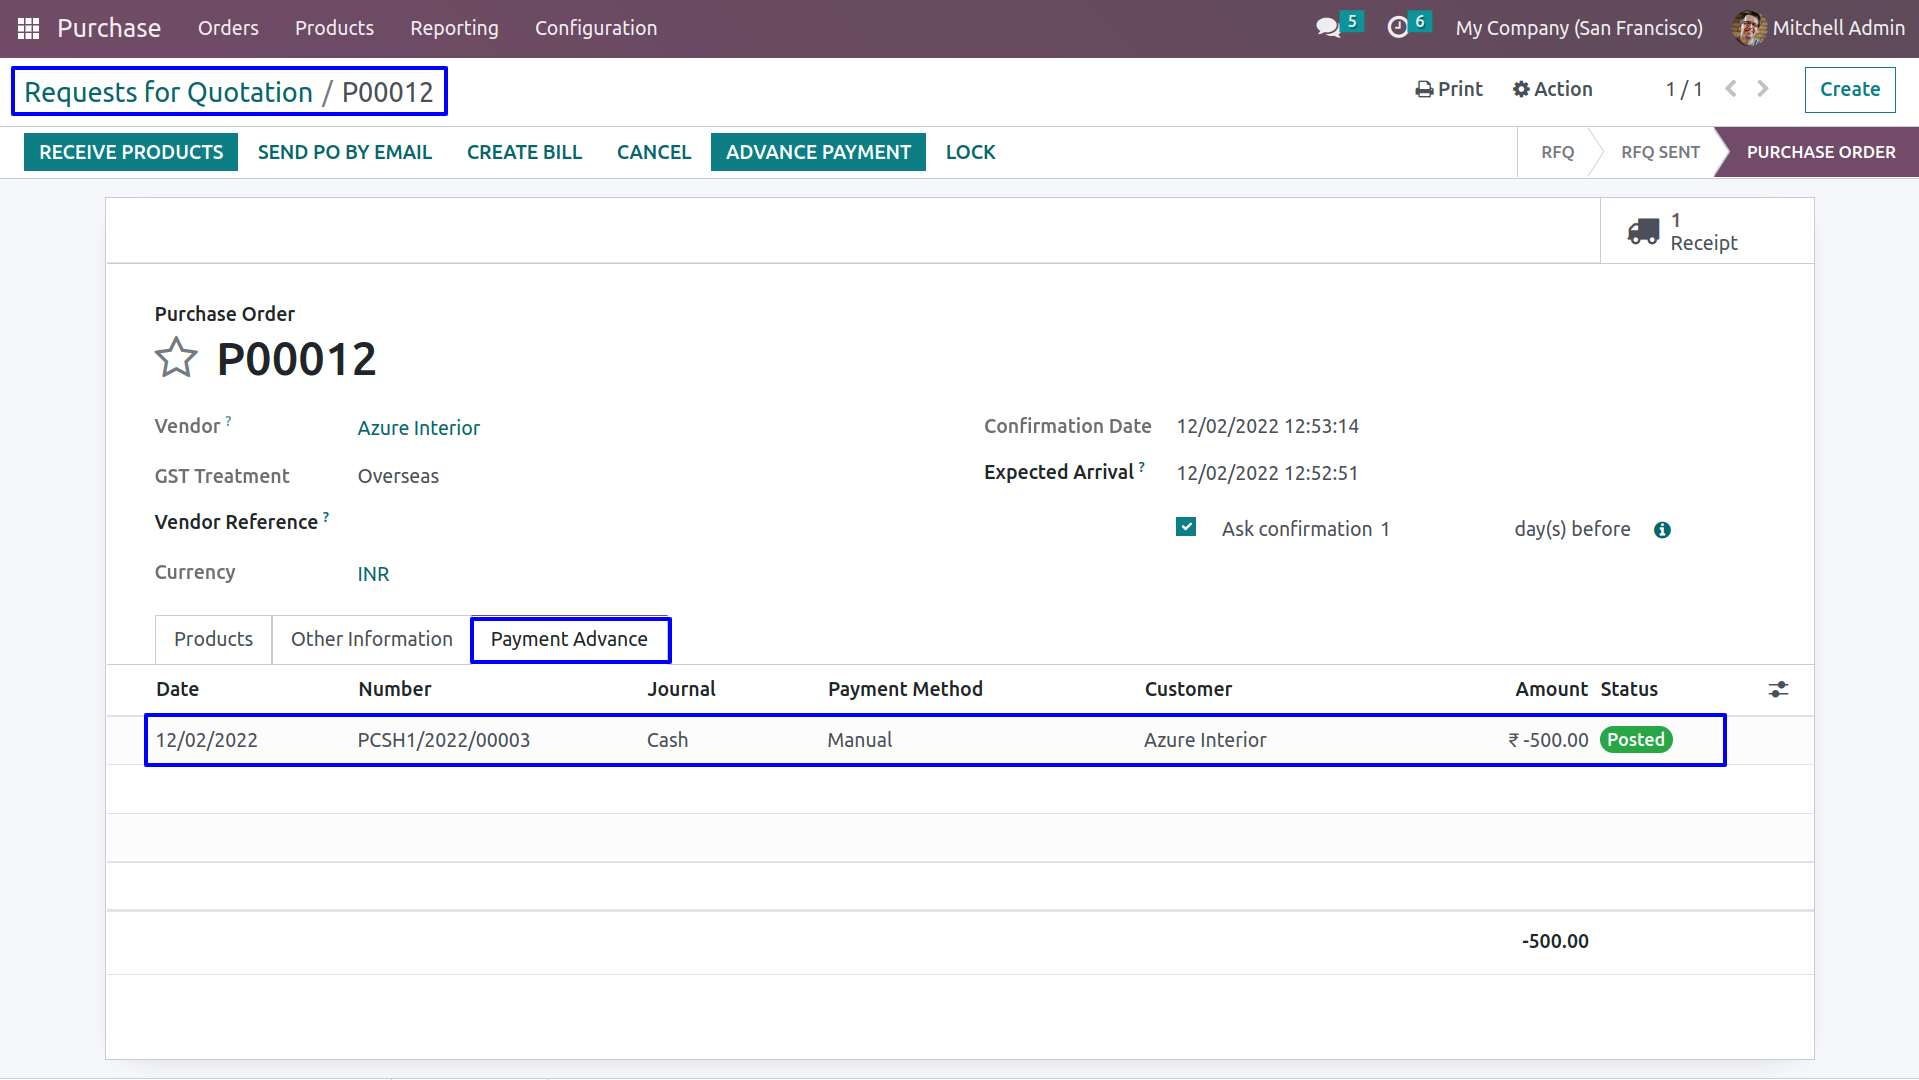 Purchase Orders Products Reporting Configuration 5 6 My Company (San Francisco) Mitchell Admin
Requests for Quotation / P00012 Print Action 1 / 1 Create
RECEIVE PRODUCTS SEND PO BY EMAIL CREATE BILL CANCEL ADVANCE PAYMENT LOCK RFQ RFQ SENT PURCHASE ORDER
1
Receipt
Purchase Order
P00012
Vendor ? Azure Interior Confirmation Date 12/02/2022 12:53:14
GST Treatment Overseas Expected Arrival ? 12/02/2022 12:52:51
Vendor Reference ? Ask confirmation 1 day(s) before
Currency INR
Products Other Information Payment Advance
Date Number Journal Payment Method Customer Amount Status
12/02/2022 PCSH1/2022/00003 Cash Manual Azure Interior ₹ -500.00 Posted
-500.00